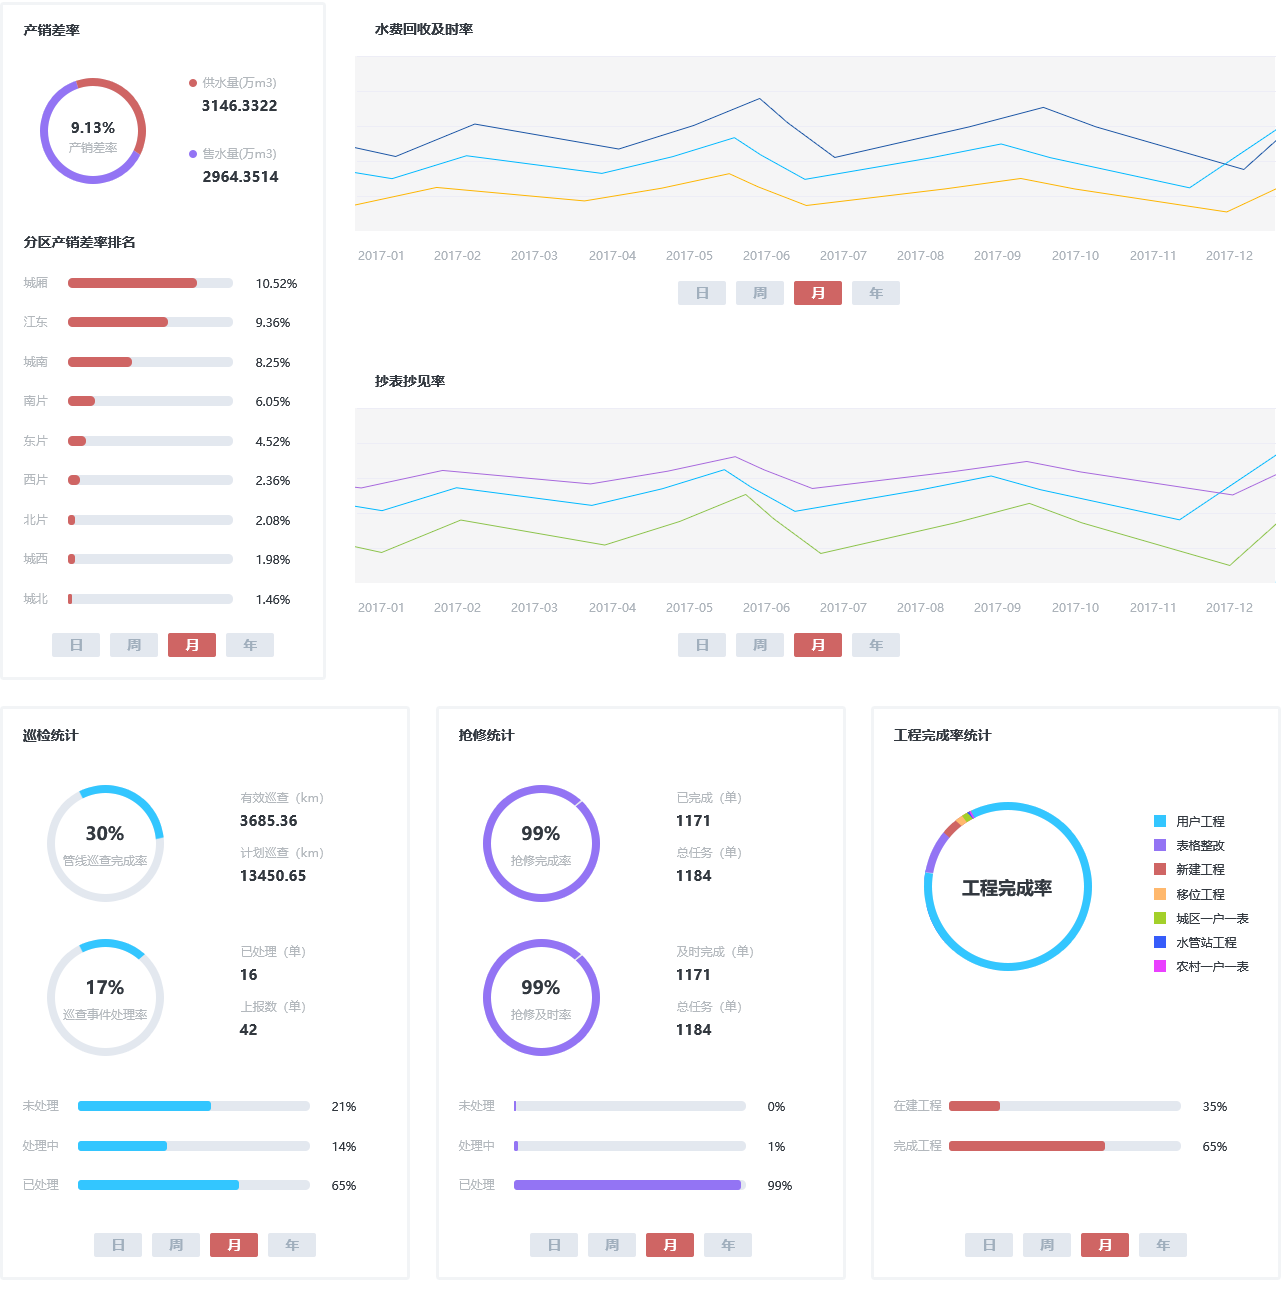 产销差率
供水量(万m3)
3146.3322
9.13%
产销差率
售水量(万m3)
2964.3514
分区产销差率排名
城厢 10.52%
江东 9.36%
城南 8.25%
南片 6.05%
东片 4.52%
西片 2.36%
北片 2.08%
城西 1.98%
城北 1.46%
日 周 月 年
水费回收及时率
2017-01 2017-02 2017-03 2017-04 2017-05 2017-06 2017-07 2017-08 2017-09 2017-10 2017-11 2017-12
日 周 月 年
抄表抄见率
2017-01 2017-02 2017-03 2017-04 2017-05 2017-06 2017-07 2017-08 2017-09 2017-10 2017-11 2017-12
日 周 月 年
巡检统计
30%
管线巡查完成率
有效巡查（km）
3685.36
计划巡查（km）
13450.65
17%
巡查事件处理率
已处理（单）
16
上报数（单）
42
未处理 21%
处理中 14%
已处理 65%
日 周 月 年
抢修统计
99%
抢修完成率
已完成（单）
1171
总任务（单）
1184
99%
抢修及时率
及时完成（单）
1171
总任务（单）
1184
未处理 0%
处理中 1%
已处理 99%
日 周 月 年
工程完成率统计
工程完成率
用户工程
表格整改
新建工程
移位工程
城区一户一表
水管站工程
农村一户一表
在建工程 35%
完成工程 65%
日 周 月 年